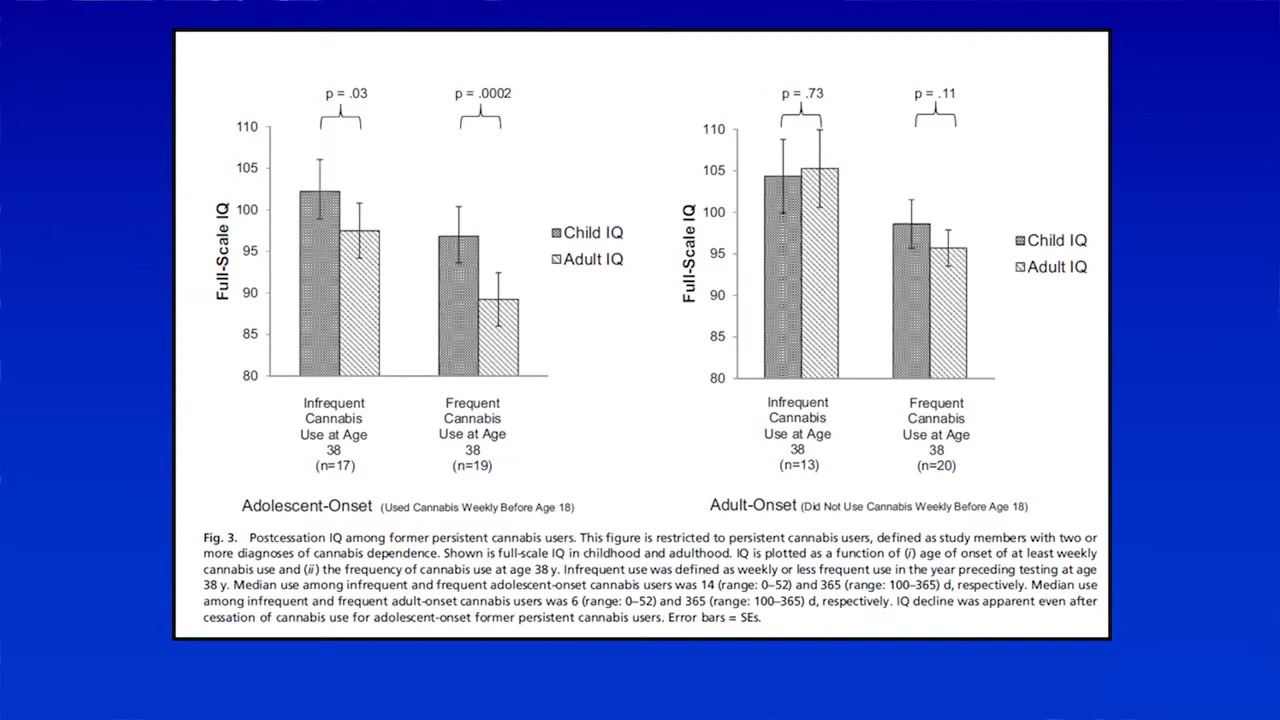 p = .03
p = .0002
110
105
100
95
90
85
80
Full-Scale IQ
Child IQ
Adult IQ
Infrequent
Cannabis
Use at Age
38
(n=17)
Frequent
Cannabis
Use at Age
38
(n=19)
Adolescent-Onset (Used Cannabis Weekly Before Age 18)
p = .73
p = .11
110
105
100
95
90
85
80
Full-Scale IQ
Child IQ
Adult IQ
Infrequent
Cannabis
Use at Age
38
(n=13)
Frequent
Cannabis
Use at Age
38
(n=20)
Adult-Onset (Did Not Use Cannabis Weekly Before Age 18)
Fig. 3. Postcessation IQ among former persistent cannabis users. This figure is restricted to persistent cannabis users, defined as study members with two or
more diagnoses of cannabis dependence. Shown is full-scale IQ in childhood and adulthood. IQ is plotted as a function of (i) age of onset of at least weekly
cannabis use and (ii) the frequency of cannabis use at age 38 y. Infrequent use was defined as weekly or less frequent use in the year preceding testing at age
38 y. Median use among infrequent and frequent adolescent-onset cannabis users was 14 (range: 0–52) and 365 (range: 100–365) d, respectively. Median use
among infrequent and frequent adult-onset cannabis users was 6 (range: 0–52) and 365 (range: 100–365) d, respectively. IQ decline was apparent even after
cessation of cannabis use for adolescent-onset former persistent cannabis users. Error bars = SEs.